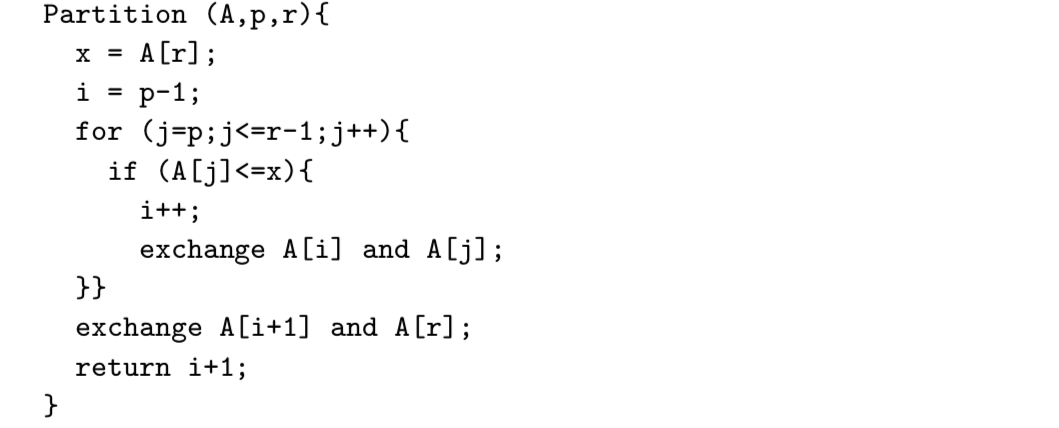 Partition (A,p,r){
x = A[r];
i = p-1;
for (j=p;j<=r-1;j++){
if (A[j]<=x){
i++;
exchange A[i] and A[j];
}}
exchange A[i+1] and A[r];
return i+1;
}